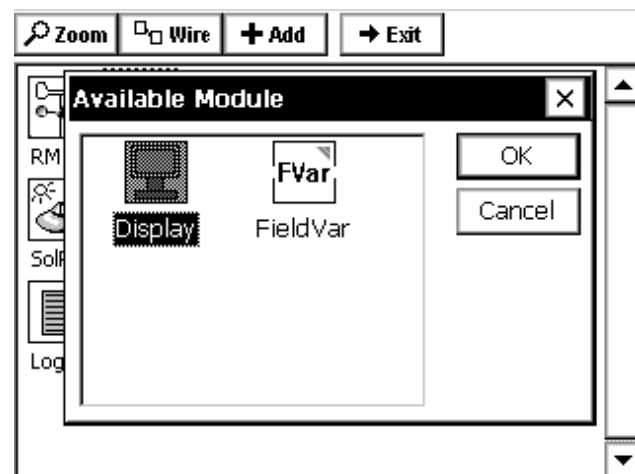 Zoom Wire Add Exit
Available Module ×
RM
FVar
OK
Display FieldVar
Cancel
Sol
Log